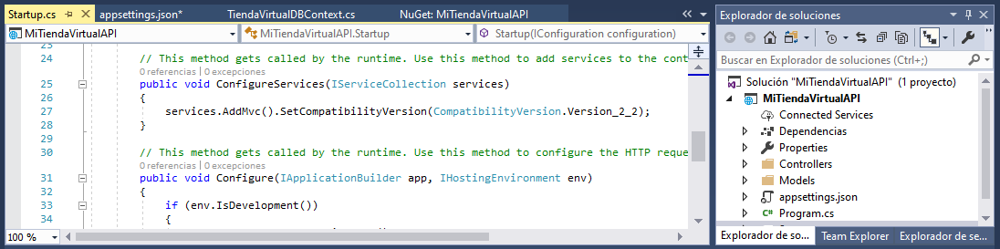 Startup.cs appsettings.json* TiendaVirtualDBContext.cs NuGet: MiTiendaVirtualAPI
MiTiendaVirtualAPI MiTiendaVirtualAPI.Startup Startup(IConfiguration configuration)
23
24 // This method gets called by the runtime. Use this method to add services to the cont
0 referencias | 0 excepciones
25 public void ConfigureServices(IServiceCollection services)
26 {
27 services.AddMvc().SetCompatibilityVersion(CompatibilityVersion.Version_2_2);
28 }
29
30 // This method gets called by the runtime. Use this method to configure the HTTP reque
0 referencias | 0 excepciones
31 public void Configure(IApplicationBuilder app, IHostingEnvironment env)
32 {
33 if (env.IsDevelopment())
34 {
100 %
Explorador de soluciones
Buscar en Explorador de soluciones (Ctrl+;)
Solución "MiTiendaVirtualAPI" (1 proyecto)
MiTiendaVirtualAPI
Connected Services
Dependencias
Properties
Controllers
Models
appsettings.json
C# Program.cs
Explorador de so... Team Explorer Explorador de se...